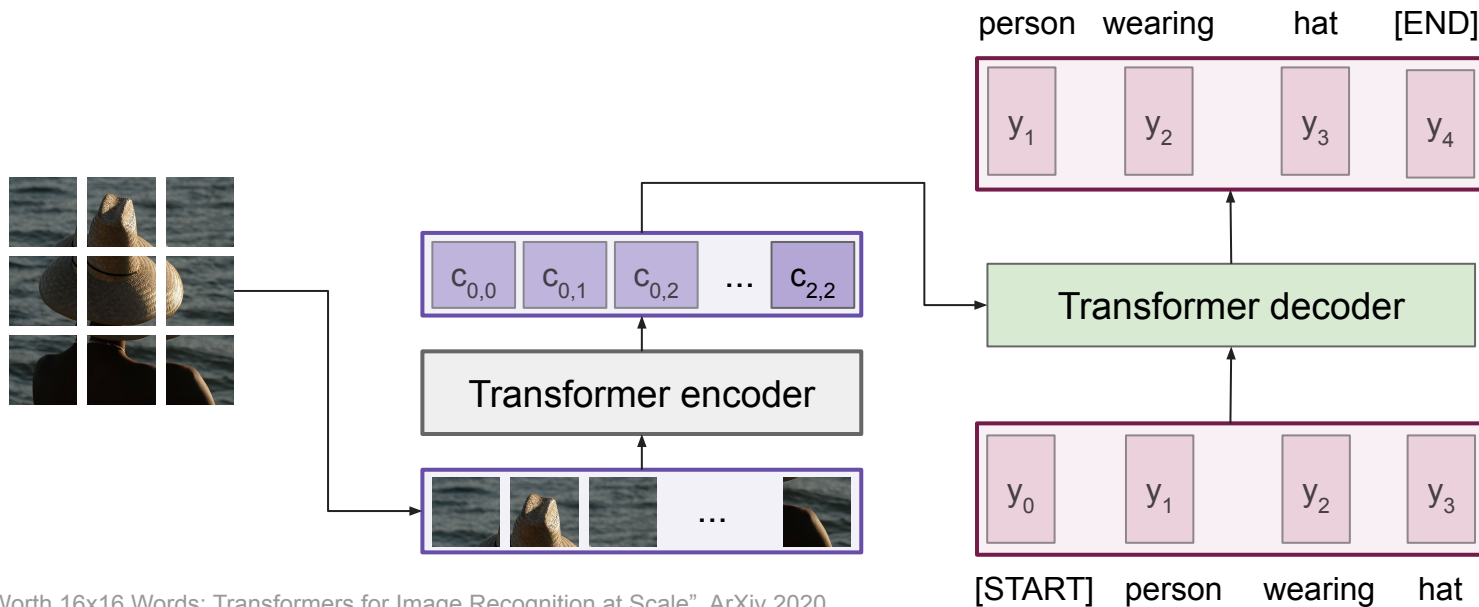 person wearing hat [END]
y1 y2 y3 y4
c0,0 c0,1 c0,2 ... c2,2
Transformer decoder
Transformer encoder
...
y0 y1 y2 y3
[START] person wearing hat
Worth 16x16 Words: Transformers for Image Recognition at Scale”, ArXiv 2020